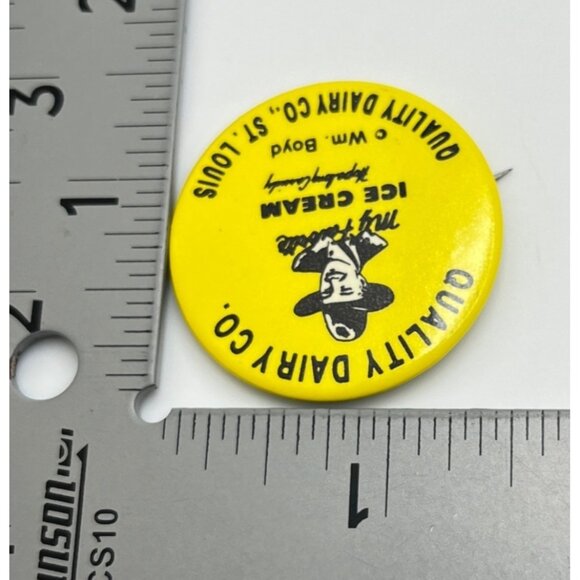 QUALITY DAIRY CO.
My Favorite
ICE CREAM
Hopalong Cassidy
© Wm. Boyd
QUALITY DAIRY CO., ST. LOUIS
3
2
1
CS10